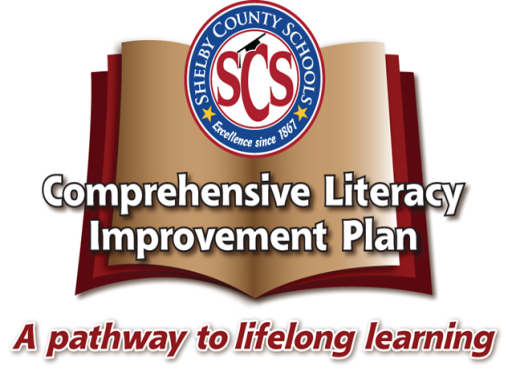 SHELBY COUNTY SCHOOLS
SCS
Excellence since 1867
Comprehensive Literacy
Improvement Plan
A pathway to lifelong learning